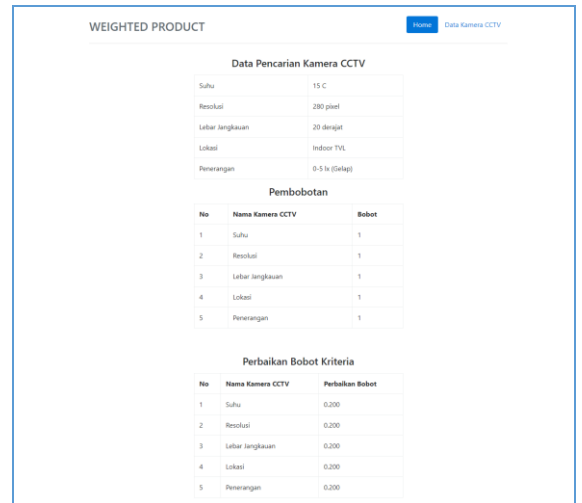 WEIGHTED PRODUCT Home Data Kamera CCTV
Data Pencarian Kamera CCTV
Suhu 15 C
Resolusi 280 pixel
Lebar Jangkauan 20 derajat
Lokasi Indoor TVL
Penerangan 0-5 lx (Gelap)
Pembobotan
No Nama Kamera CCTV Bobot
1 Suhu 1
2 Resolusi 1
3 Lebar Jangkauan 1
4 Lokasi 1
5 Penerangan 1
Perbaikan Bobot Kriteria
No Nama Kamera CCTV Perbaikan Bobot
1 Suhu 0.200
2 Resolusi 0.200
3 Lebar Jangkauan 0.200
4 Lokasi 0.200
5 Penerangan 0.200